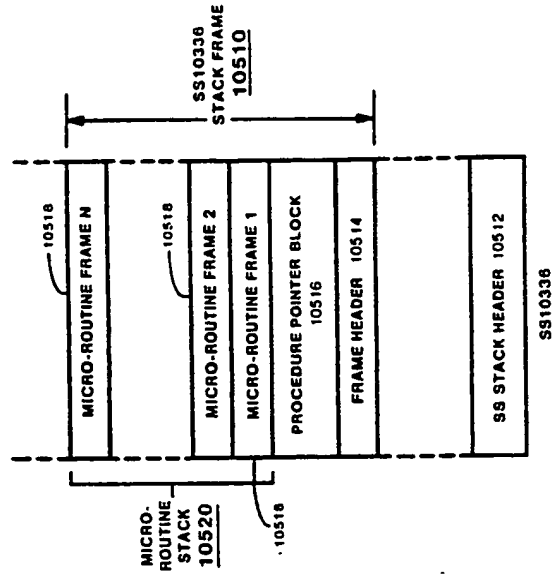 SS10336
STACK FRAME
10510
10518
MICRO-ROUTINE FRAME N
10518
MICRO-ROUTINE FRAME 2
MICRO-ROUTINE FRAME 1
PROCEDURE POINTER BLOCK
10516
FRAME HEADER 10514
SS STACK HEADER 10512
MICRO-
ROUTINE
STACK
10520
10518
SS10336